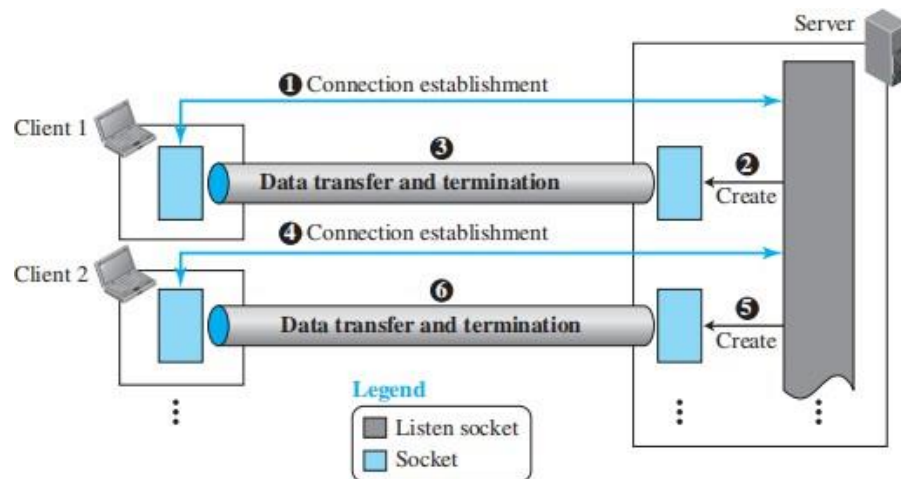 Server
❶ Connection establishment
Client 1
❸
Data transfer and termination
❷
Create
❹ Connection establishment
Client 2
❻
Data transfer and termination
❺
Create
Legend
Listen socket
Socket